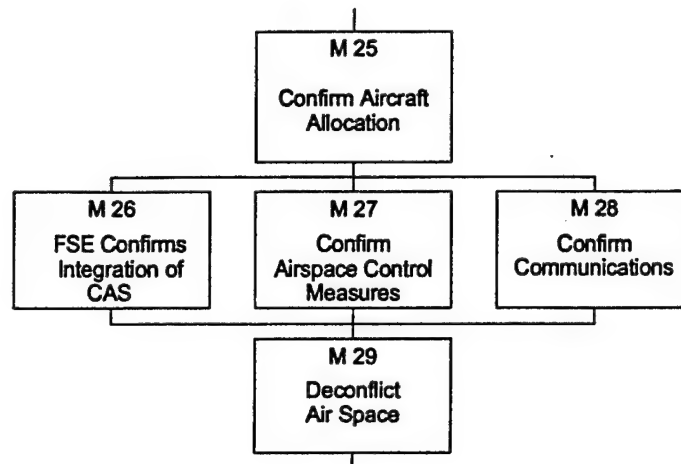 M 25
Confirm Aircraft
Allocation
M 26
FSE Confirms
Integration of
CAS
M 27
Confirm
Airspace Control
Measures
M 28
Confirm
Communications
M 29
Deconflict
Air Space